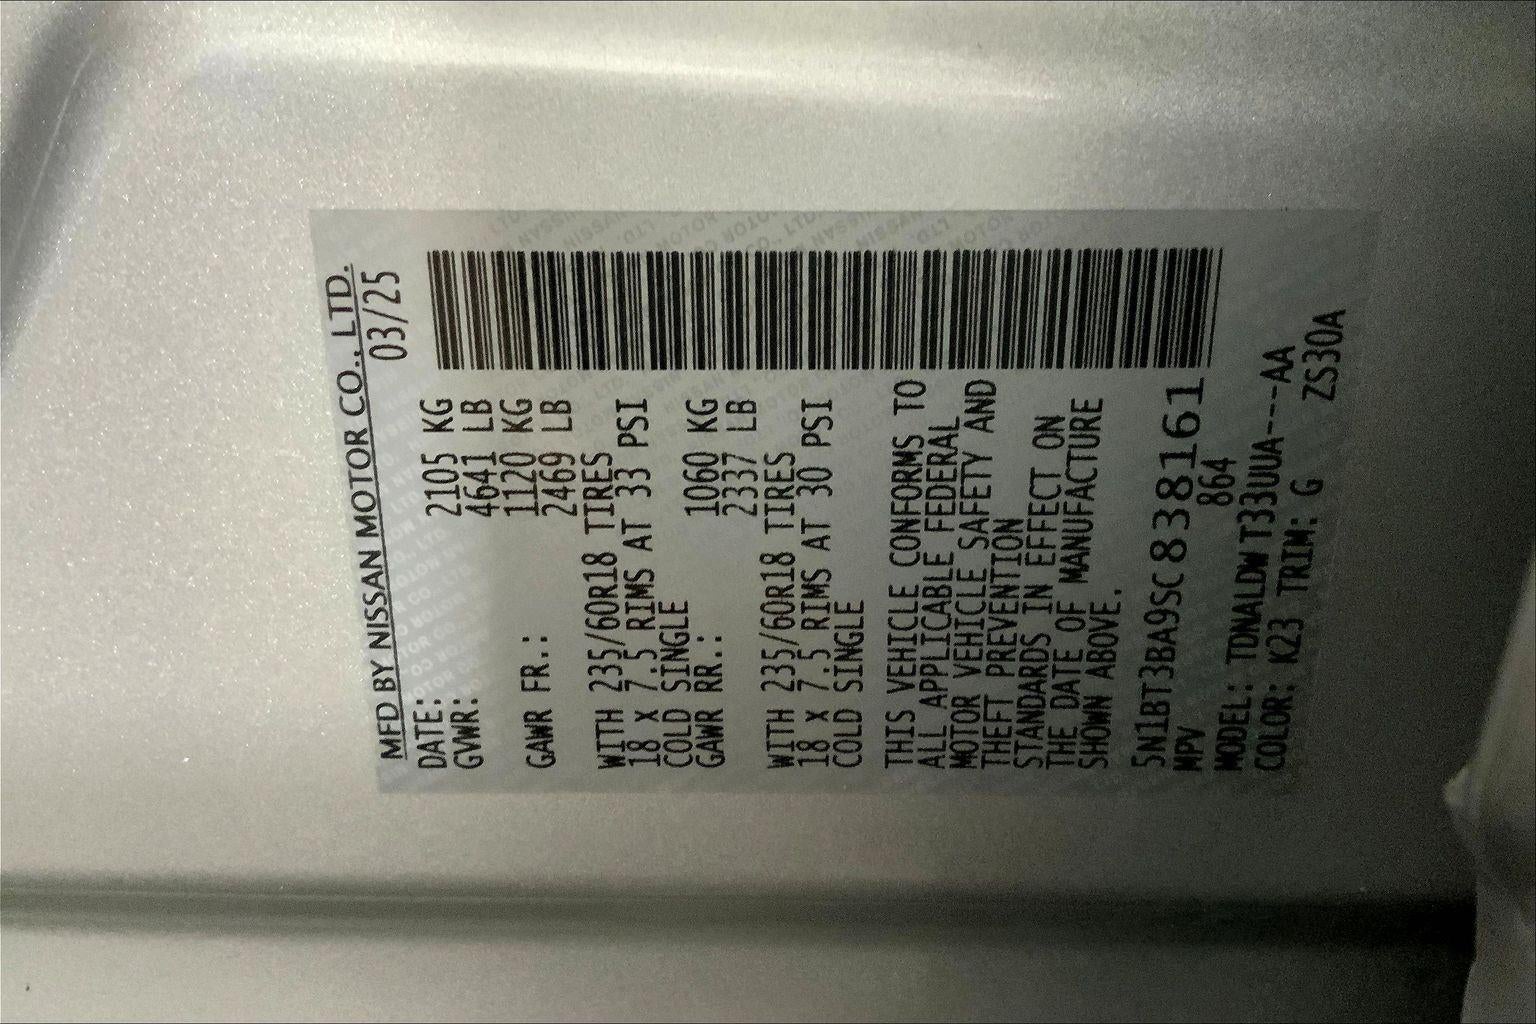 MFD BY NISSAN MOTOR CO., LTD.
DATE: 03/25
GVWR: 2105 KG
4641 LB
GAWR FR.: 1120 KG
2469 LB
WITH 235/60R18 TIRES
18 X 7.5 RIMS AT 33 PSI
COLD SINGLE
GAWR RR.: 1060 KG
2337 LB
WITH 235/60R18 TIRES
18 X 7.5 RIMS AT 30 PSI
COLD SINGLE
THIS VEHICLE CONFORMS TO
ALL APPLICABLE FEDERAL
MOTOR VEHICLE SAFETY AND
THEFT PREVENTION
STANDARDS IN EFFECT ON
THE DATE OF MANUFACTURE
SHOWN ABOVE.
5N1BT3BA9SC838161
MPV 864
MODEL: TDNALDW T33UUA---AA
COLOR: K23 TRIM: G ZS30A